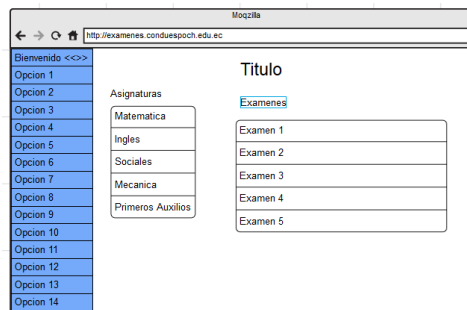 Moqzilla
http://examenes.conduespoch.edu.ec
Bienvenido <<>>
Opcion 1
Opcion 2
Opcion 3
Opcion 4
Opcion 5
Opcion 6
Opcion 7
Opcion 8
Opcion 9
Opcion 10
Opcion 11
Opcion 12
Opcion 13
Opcion 14
Titulo
Asignaturas
Matematica
Ingles
Sociales
Mecanica
Primeros Auxilios
Examenes
Examen 1
Examen 2
Examen 3
Examen 4
Examen 5